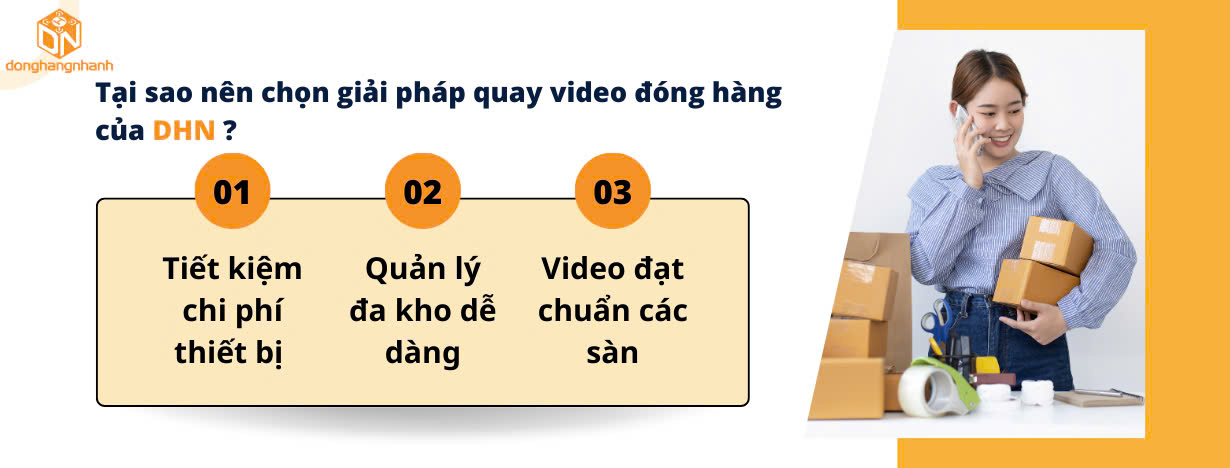 DN
donghangnhanh
Tại sao nên chọn giải pháp quay video đóng hàng
của DHN ?
01
Tiết kiệm
chi phí
thiết bị
02
Quản lý
đa kho dễ
dàng
03
Video đạt
chuẩn các
sàn